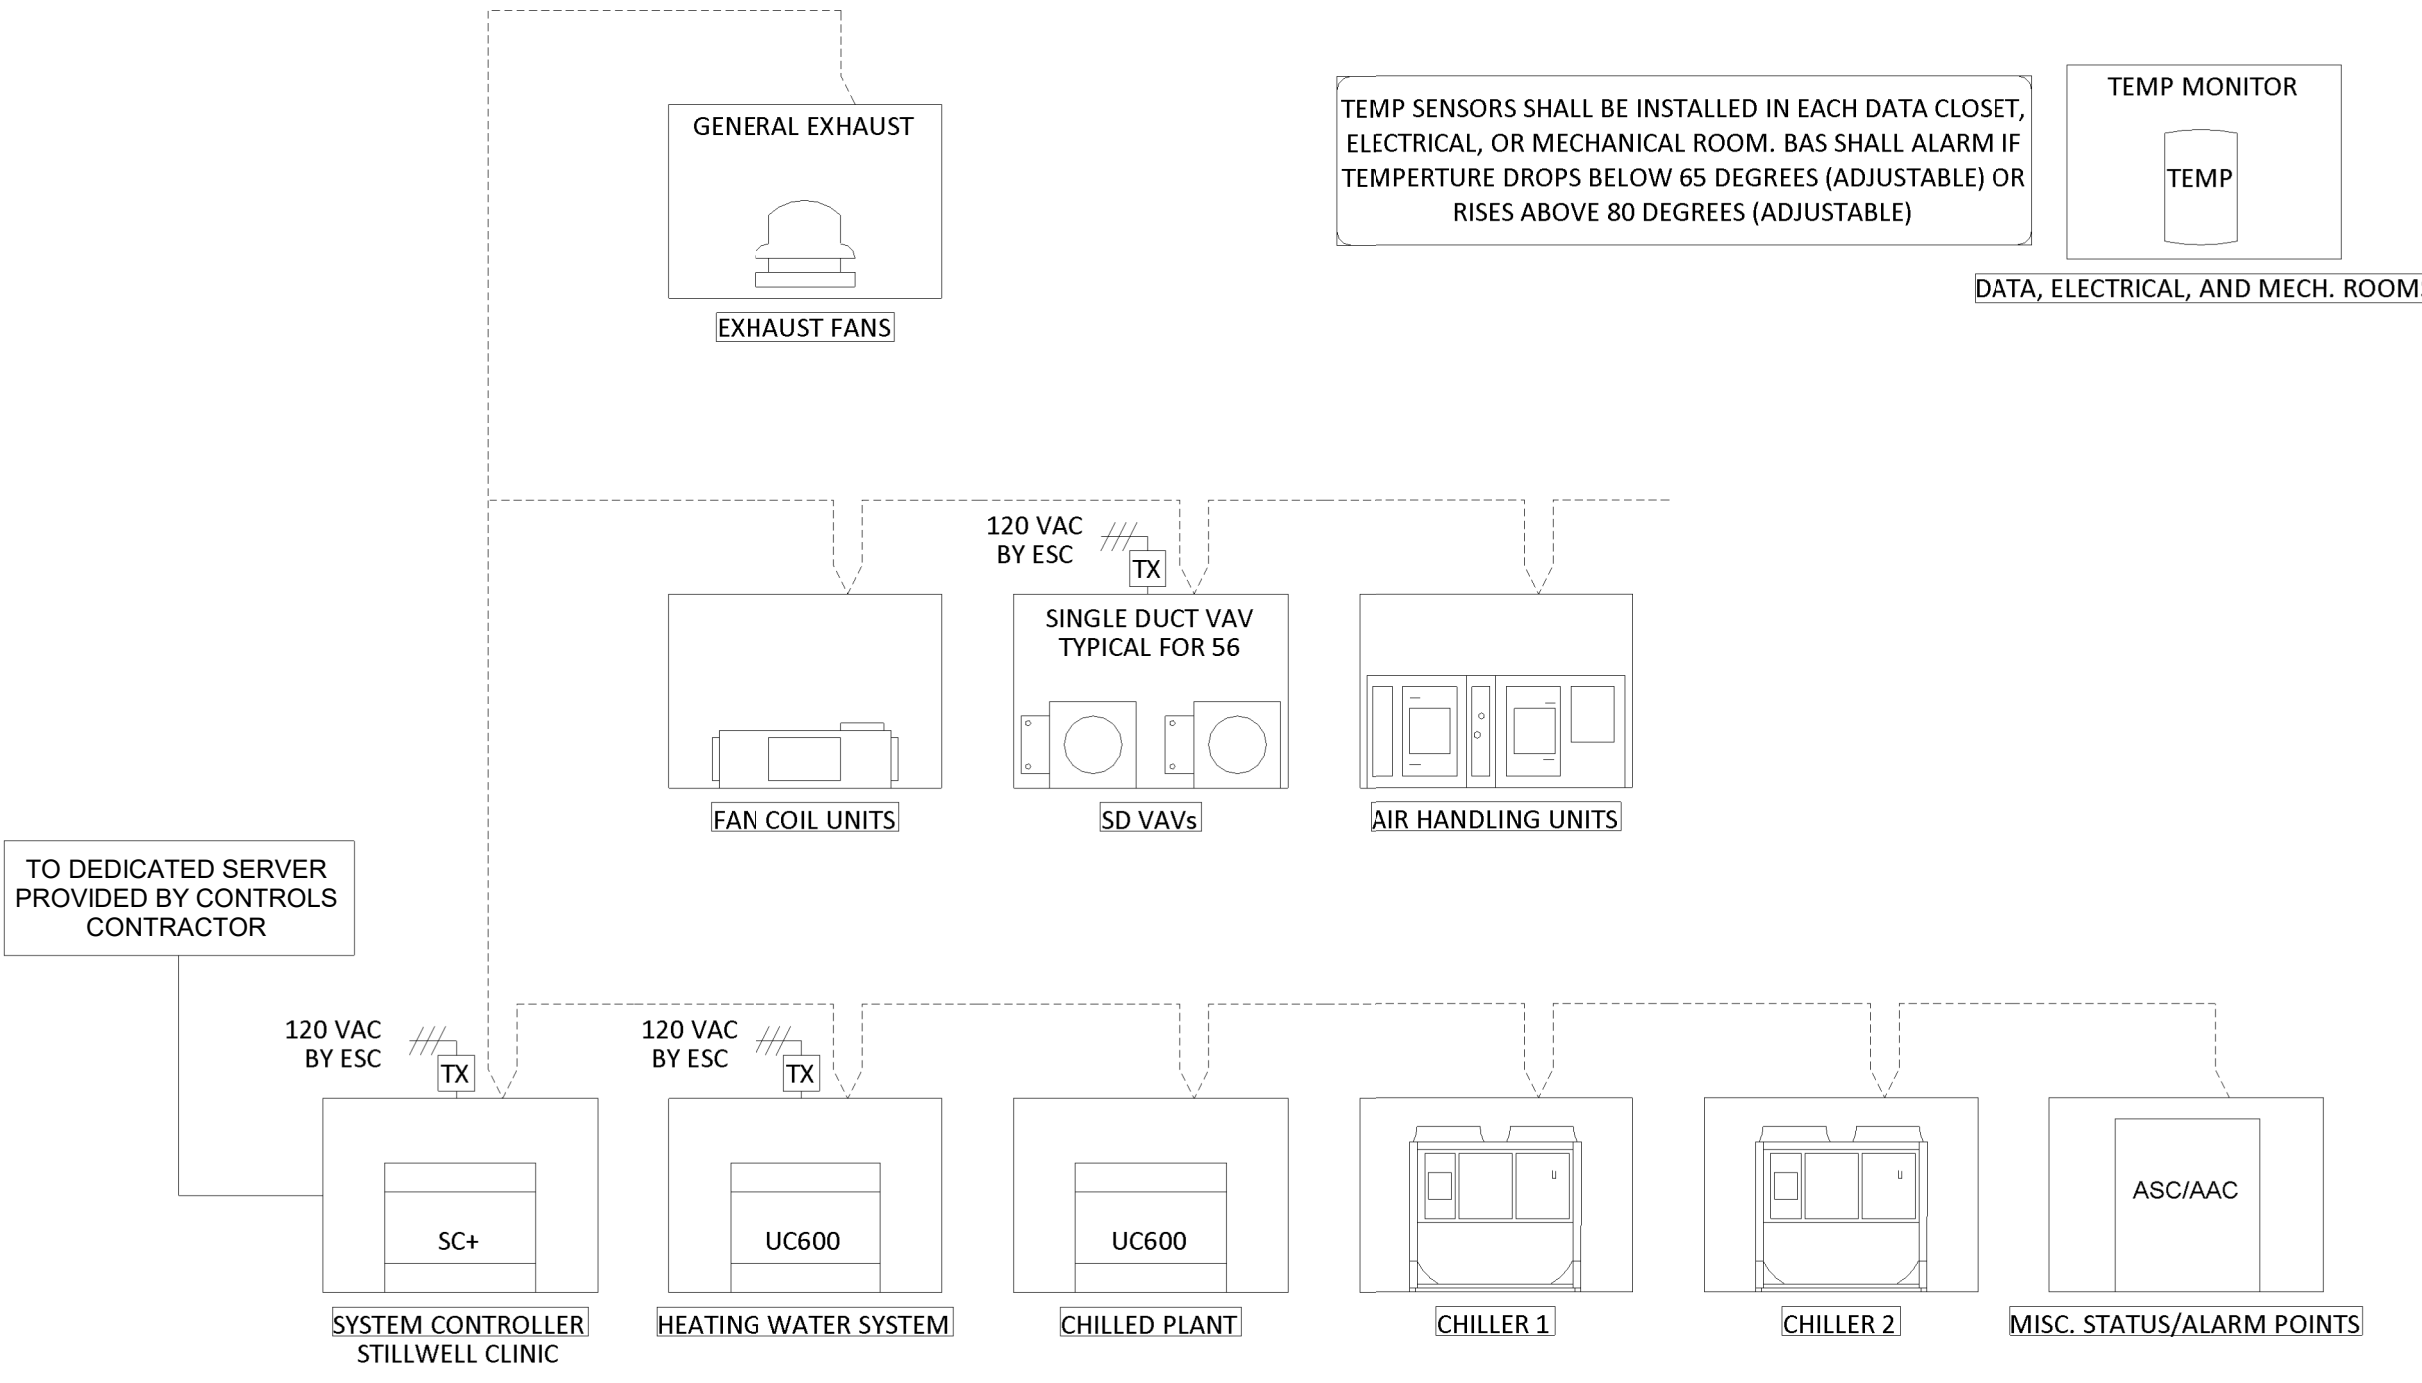 GENERAL EXHAUST
EXHAUST FANS
TEMP SENSORS SHALL BE INSTALLED IN EACH DATA CLOSET,
ELECTRICAL, OR MECHANICAL ROOM. BAS SHALL ALARM IF
TEMPERTURE DROPS BELOW 65 DEGREES (ADJUSTABLE) OR
RISES ABOVE 80 DEGREES (ADJUSTABLE)
TEMP MONITOR
TEMP
DATA, ELECTRICAL, AND MECH. ROOMS
120 VAC
BY ESC
TX
SINGLE DUCT VAV
TYPICAL FOR 56
FAN COIL UNITS
SD VAVs
AIR HANDLING UNITS
TO DEDICATED SERVER
PROVIDED BY CONTROLS
CONTRACTOR
120 VAC
BY ESC
TX
120 VAC
BY ESC
TX
SC+
UC600
UC600
ASC/AAC
SYSTEM CONTROLLER
STILLWELL CLINIC
HEATING WATER SYSTEM
CHILLED PLANT
CHILLER 1
CHILLER 2
MISC. STATUS/ALARM POINTS